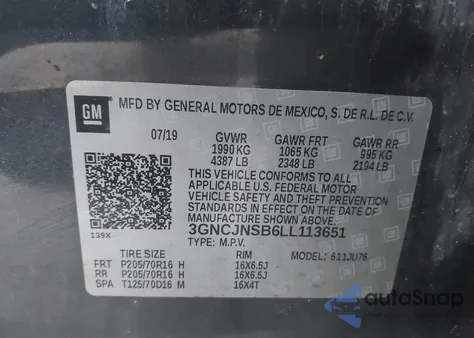 GM
MFD BY GENERAL MOTORS DE MEXICO, S. DE R.L. DE C.V.
07/19 GVWR GAWR FRT GAWR RR
1990 KG 1065 KG 995 KG
4387 LB 2348 LB 2194 LB
THIS VEHICLE CONFORMS TO ALL
APPLICABLE U.S. FEDERAL MOTOR
VEHICLE SAFETY AND THEFT
PREVENTION STANDARDS IN EFFECT
ON THE DATE OF MANUFACTURE
SHOWN ABOVE.
3GNCJNSB6LL113651
139X TYPE: M.P.V.
TIRE SIZE RIM MODEL: 611JU76
FRT P205/70R16 H 16X6.5J
RR P205/70R16 H 16X6.5J
SPA T125/70D16 M 16X4T
autoSnap